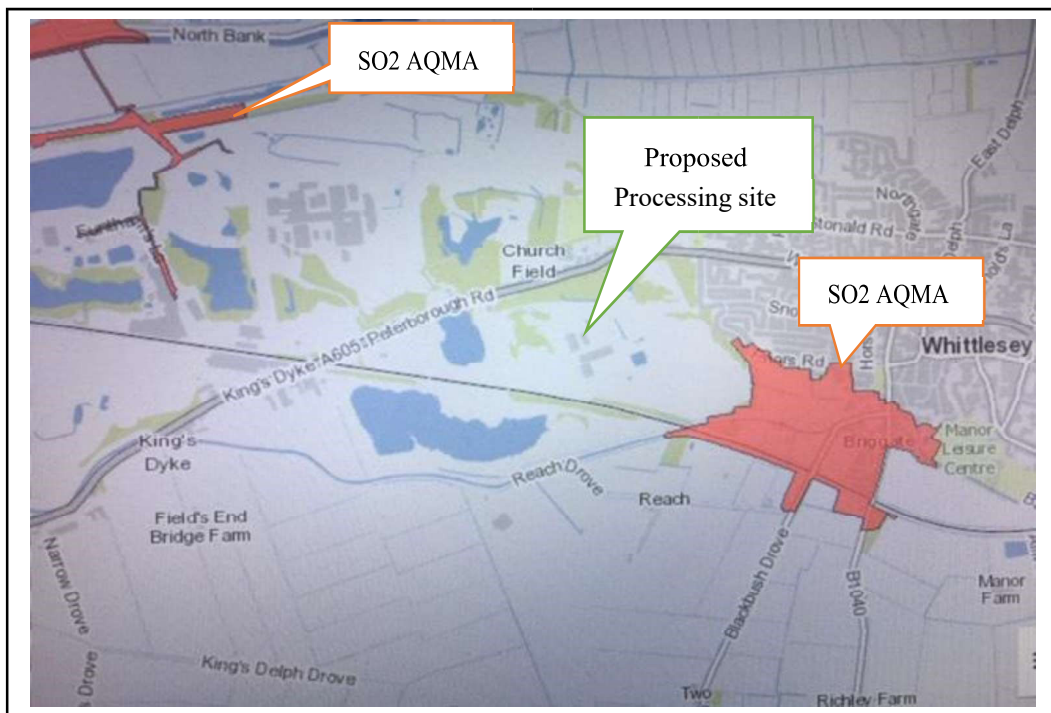 North Bank
SO2 AQMA
East Delph
Proposed
Processing site
Northgate
Stonald Rd
Church
Field
SO2 AQMA
Whittlesey
King's Dyke: A605: Peterborough Rd
Briggate
Manor
Leisure
Centre
King's
Dyke
Reach Drove
Reach
Field's End
Bridge Farm
Narrow Drove
Blackbush Drove
B1040
Manor
Farm
King's Delph Drove
s Drove
Two
Richley Farm